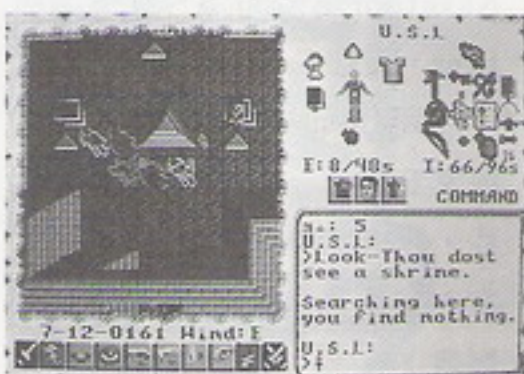 U.S.I
7-12-0161 Wind:E
E:8/48s I:66/96s
COMMAND
5
U.S.I:
>Look-Thou dost
see a shrine.
Searching here,
you find nothing.
U.S.I:
>